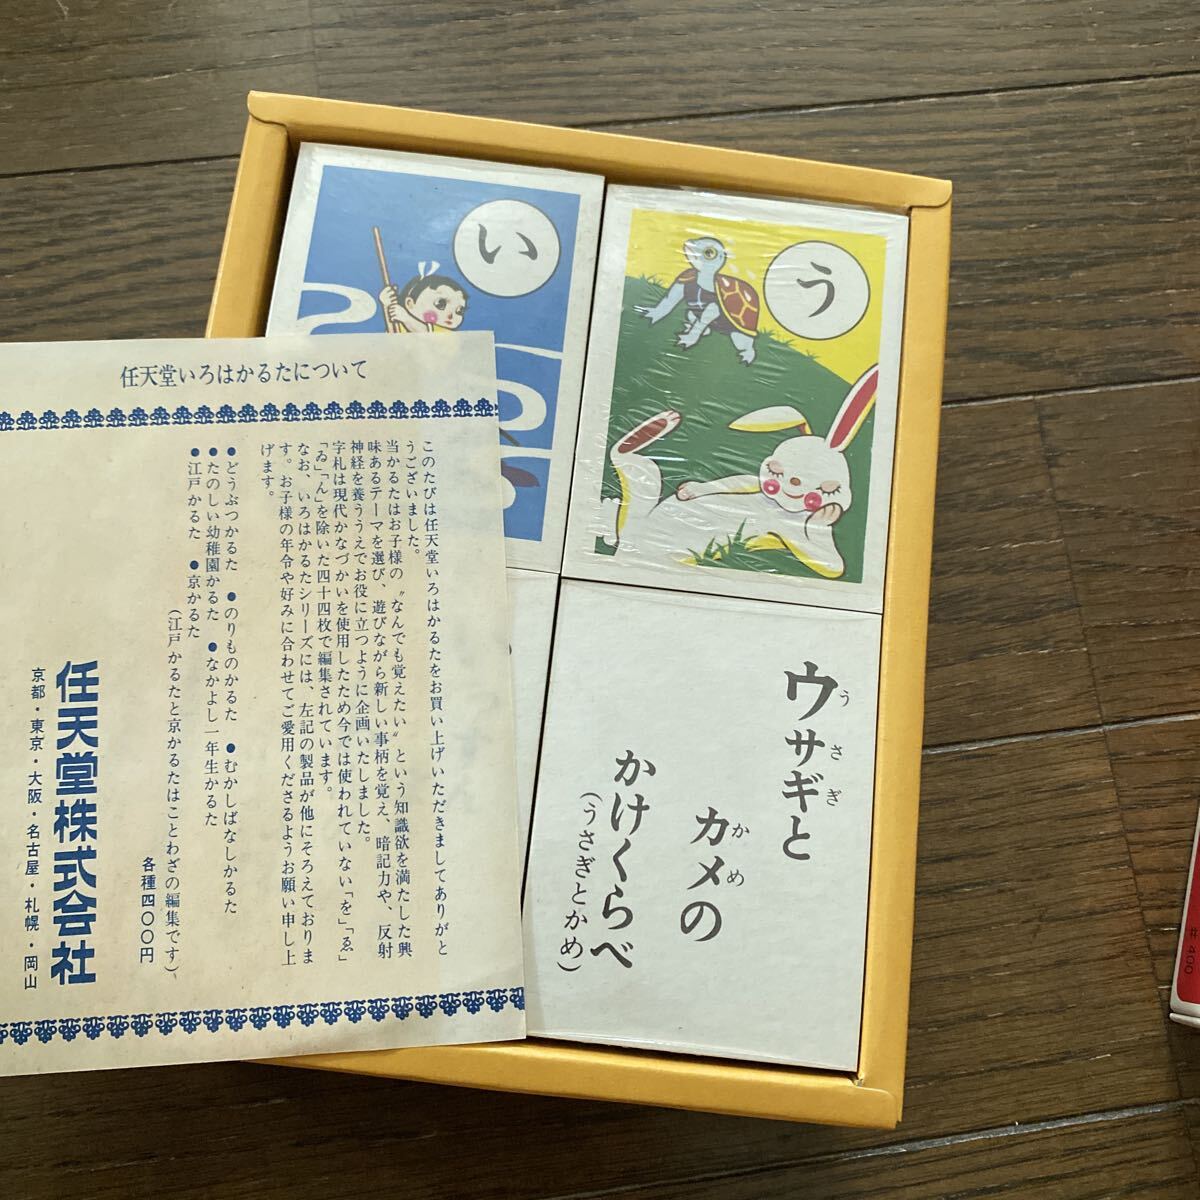 い
う
任天堂いろはかるたについて
このたびは任天堂いろはかるたをお買い上げいただきましてありがと
うございました。
当かるたはお子様の〝なんでも覚えたい〟という知識欲を満たした興
味あるテーマを選び、遊びながら新しい事柄を覚え、暗記力や、反射
神経を養ううえでお役に立つように企画いたしました。
字札は現代かなづかいを使用したため今では使われていない「を」「ゑ」
「ゐ」「ん」を除いた四十四枚で編集されています。
なお、いろはかるたシリーズには、左記の製品が他にそろえておりま
す。お子様の年令や好みに合わせてご愛用くださるようお願い申し上
げます。
●どうぶつかるた ●のりものかるた ●むかしばなしかるた
●たのしい幼稚園かるた ●なかよし一年生かるた
●江戸かるた ●京かるた
(江戸かるたと京かるたはことわざの編集です)
各種四〇〇円
任天堂株式会社
京都・東京・大阪・名古屋・札幌・岡山
ウサギと
うさぎ
カメの
かめ
かけくらべ
(うさぎとかめ)
#400